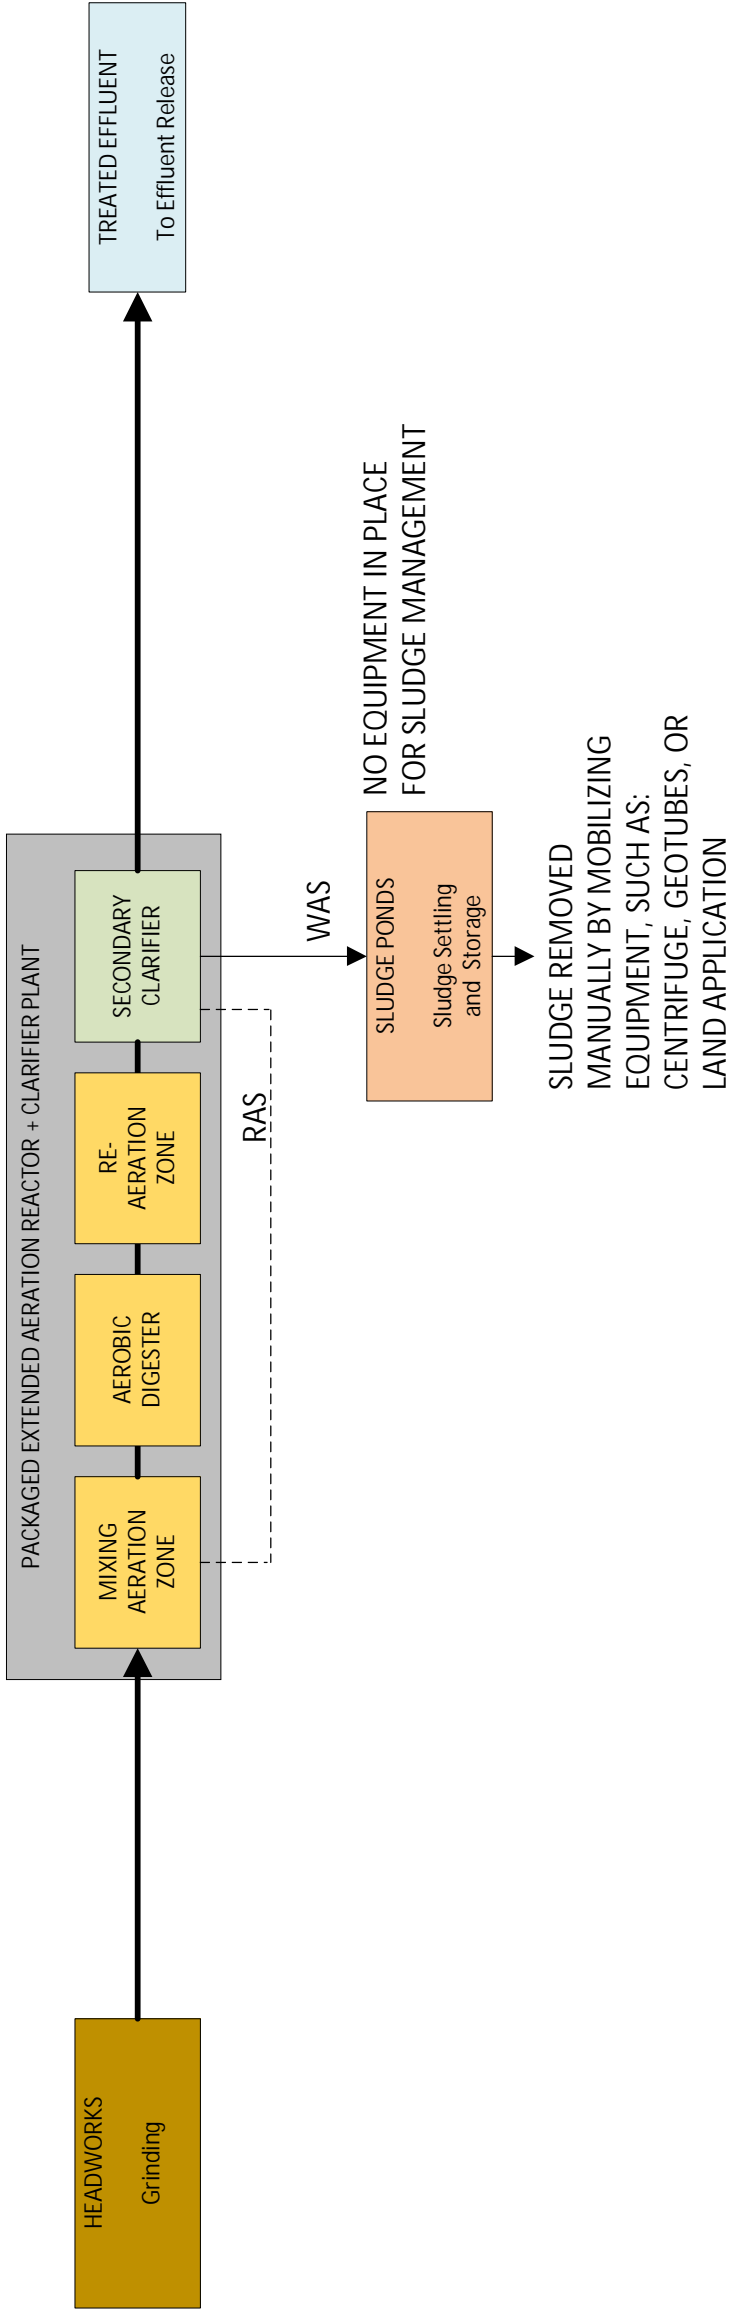 HEADWORKS
Grinding
PACKAGED EXTENDED AERATION REACTOR + CLARIFIER PLANT
MIXING
AERATION
ZONE
AEROBIC
DIGESTER
RE-
AERATION
ZONE
SECONDARY
CLARIFIER
TREATED EFFLUENT
To Effluent Release
RAS
WAS
SLUDGE PONDS
Sludge Settling
and Storage
NO EQUIPMENT IN PLACE
FOR SLUDGE MANAGEMENT
SLUDGE REMOVED
MANUALLY BY MOBILIZING
EQUIPMENT, SUCH AS:
CENTRIFUGE, GEOTUBES, OR
LAND APPLICATION